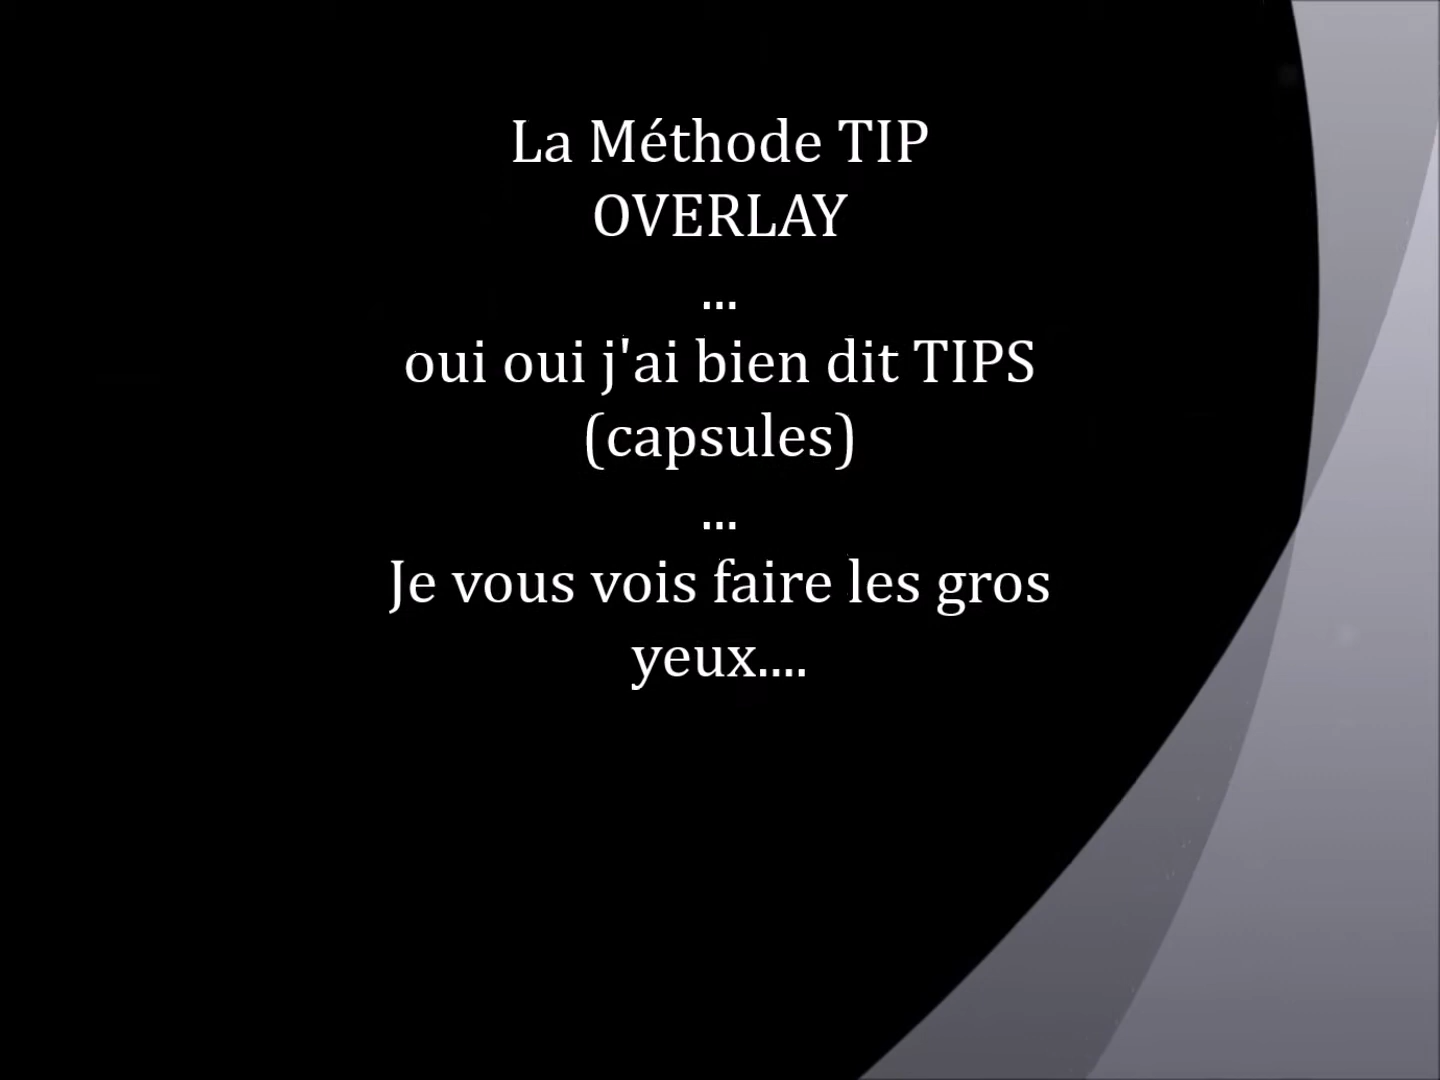 La Méthode TIP
OVERLAY
...
oui oui j'ai bien dit TIPS
(capsules)
...
Je vous vois faire les gros
yeux....